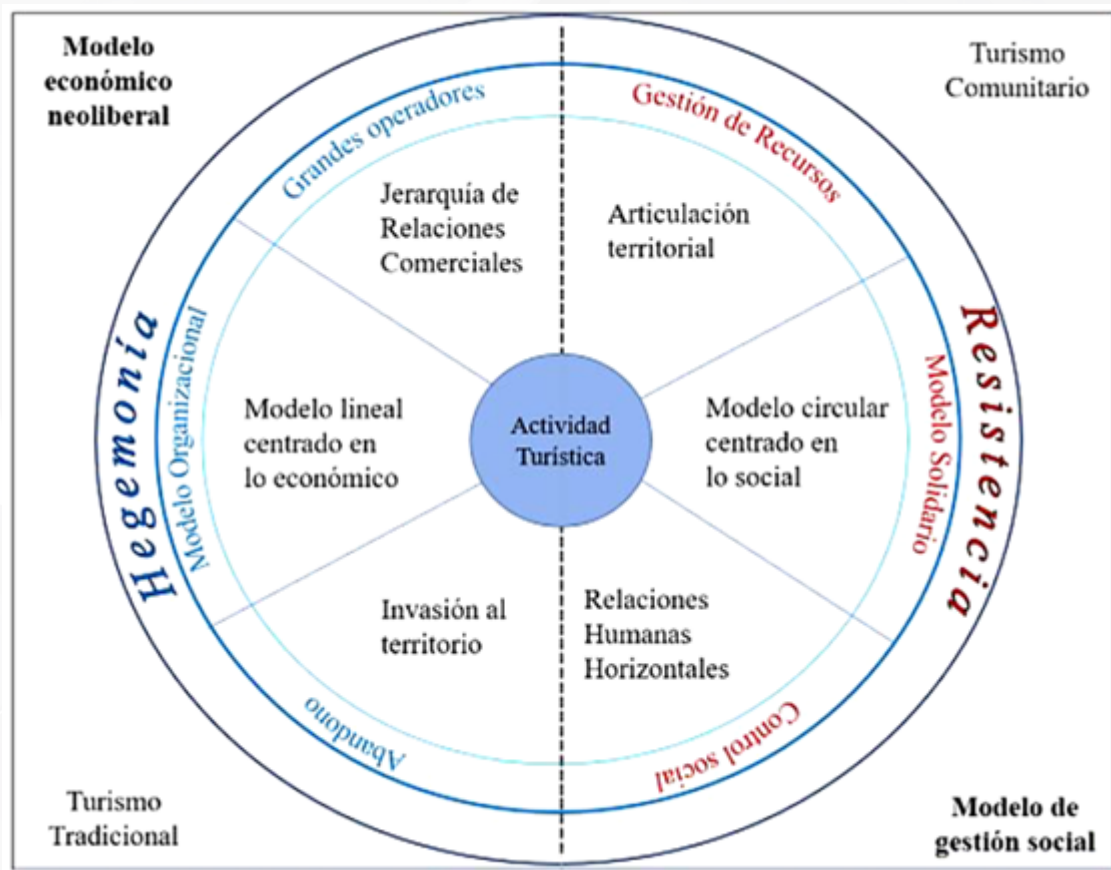 Modelo
económico
neoliberal
Turismo
Comunitario
Grandes operadores
Gestión de Recursos
Jerarquía de
Relaciones
Comerciales
Articulación
territorial
Hegemonía
Modelo Organizacional
Modelo lineal
centrado en
lo económico
Actividad
Turística
Modelo circular
centrado en
lo social
Modelo Solidario
Resistencia
Invasión al
territorio
Relaciones
Humanas
Horizontales
Abandono
Control social
Turismo
Tradicional
Modelo de
gestión social